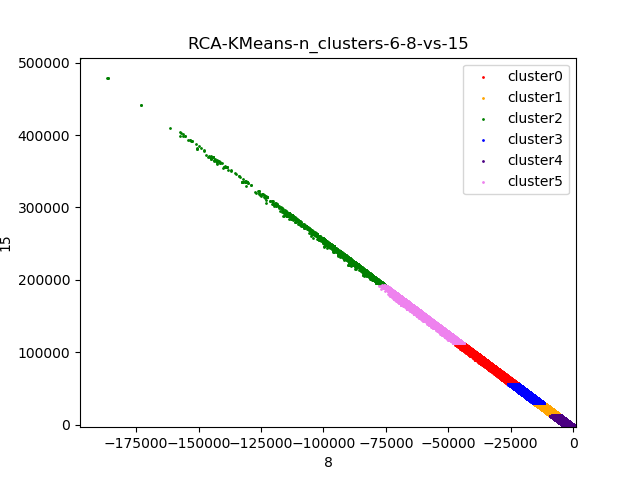 RCA-KMeans-n_clusters-6-8-vs-15
500000
400000
300000
200000
100000
0
15
cluster0
cluster1
cluster2
cluster3
cluster4
cluster5
−175000−150000−125000−100000 −75000 −50000 −25000 0
8